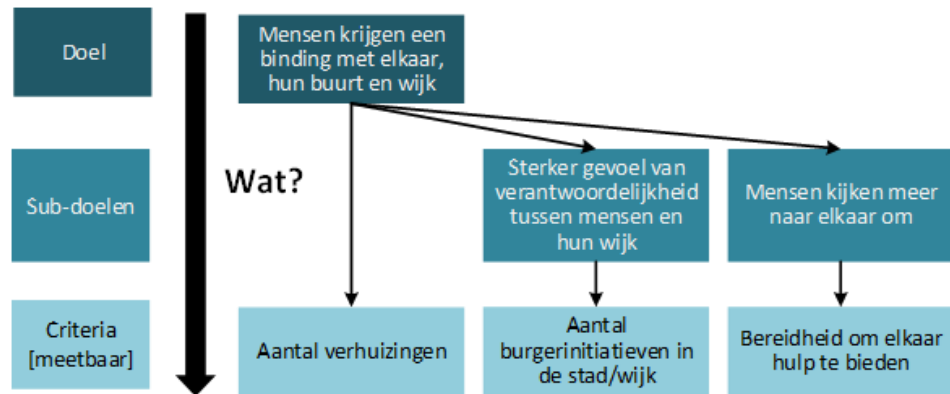 Doel
Mensen krijgen een
binding met elkaar,
hun buurt en wijk
Wat?
Sub-doelen
Sterker gevoel van
verantwoordelijkheid
tussen mensen en
hun wijk
Mensen kijken meer
naar elkaar om
Criteria
[meetbaar]
Aantal verhuizingen
Aantal
burgerinitiatieven in
de stad/wijk
Bereidheid om elkaar
hulp te bieden